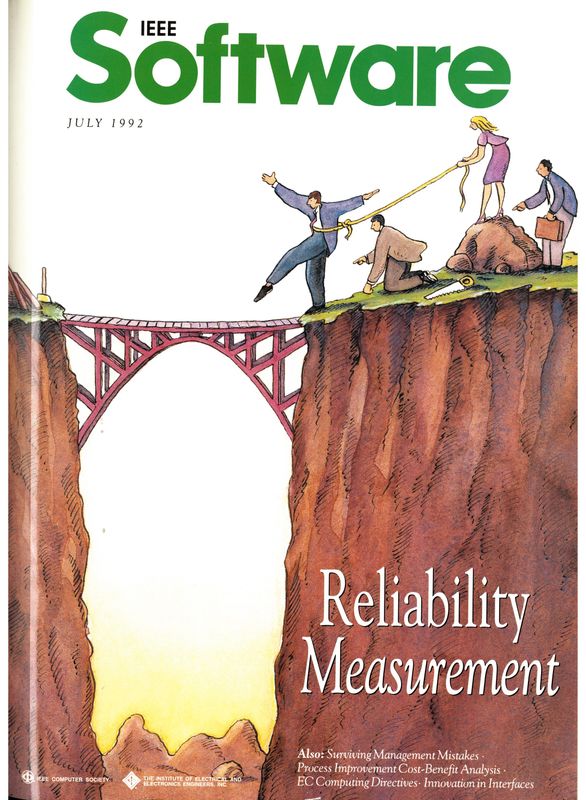 IEEE
Software
JULY 1992
Reliability
Measurement
Also: Surviving Management Mistakes ·
Process Improvement Cost-Benefit Analysis ·
EC Computing Directives · Innovation in Interfaces
IEEE COMPUTER SOCIETY
THE INSTITUTE OF ELECTRICAL AND
ELECTRONICS ENGINEERS, INC.